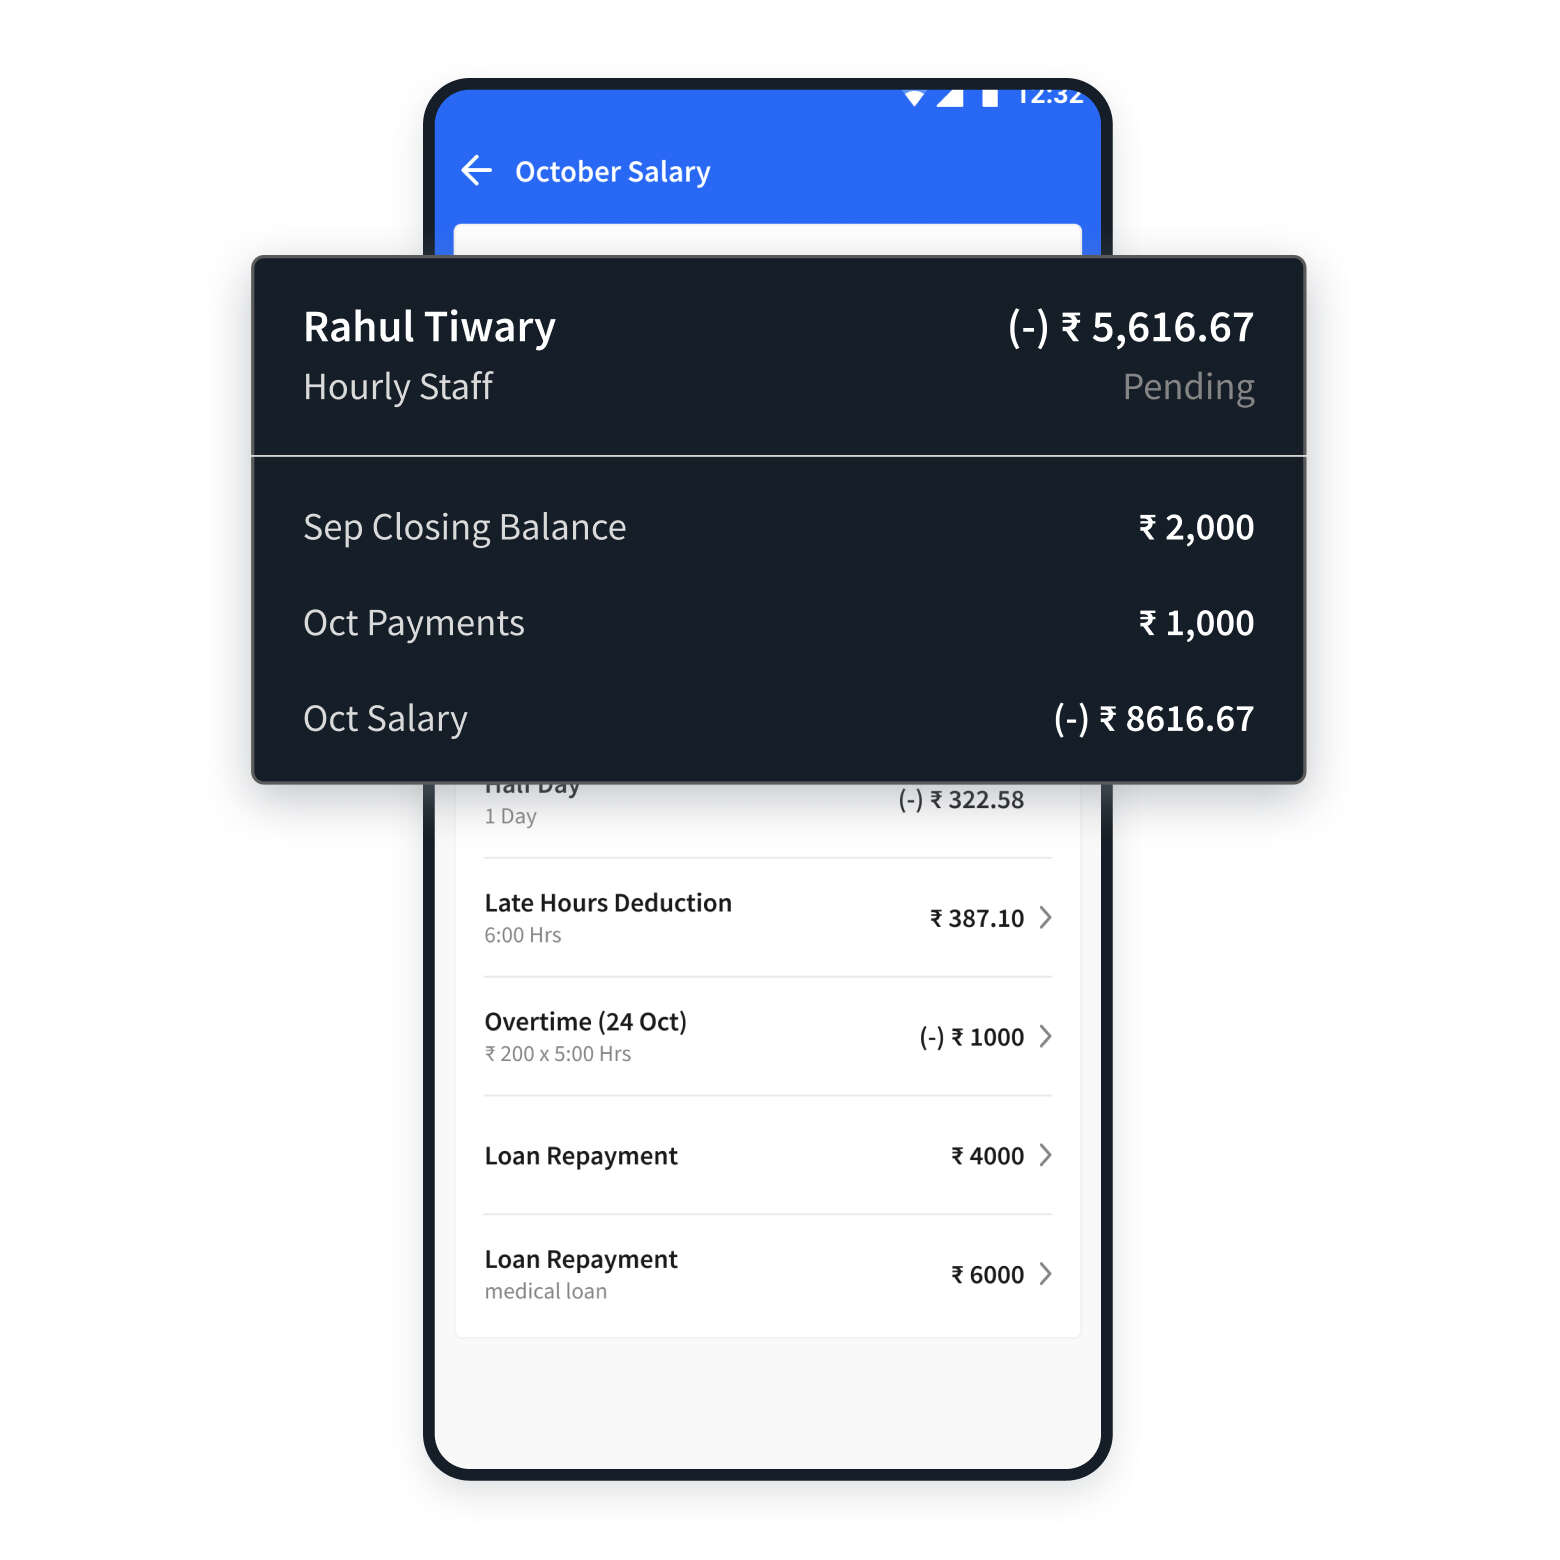 12:32
October Salary
Rahul Tiwary (-) ₹ 5,616.67
Hourly Staff Pending
Sep Closing Balance ₹ 2,000
Oct Payments ₹ 1,000
Oct Salary (-) ₹ 8616.67
Half Day (-) ₹ 322.58
1 Day
Late Hours Deduction ₹ 387.10
6:00 Hrs
Overtime (24 Oct) (-) ₹ 1000
₹ 200 x 5:00 Hrs
Loan Repayment ₹ 4000
Loan Repayment ₹ 6000
medical loan